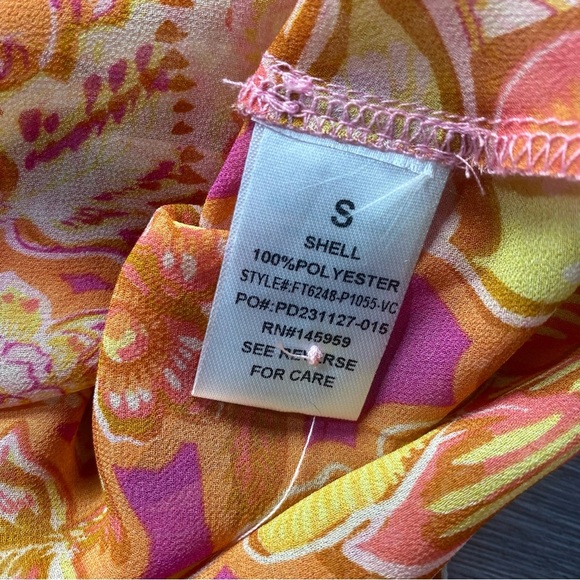 S
SHELL
100%POLYESTER
STYLE#:FT6248-P1055-VC
PO#:PD231127-015
RN#145959
SEE REVERSE
FOR CARE